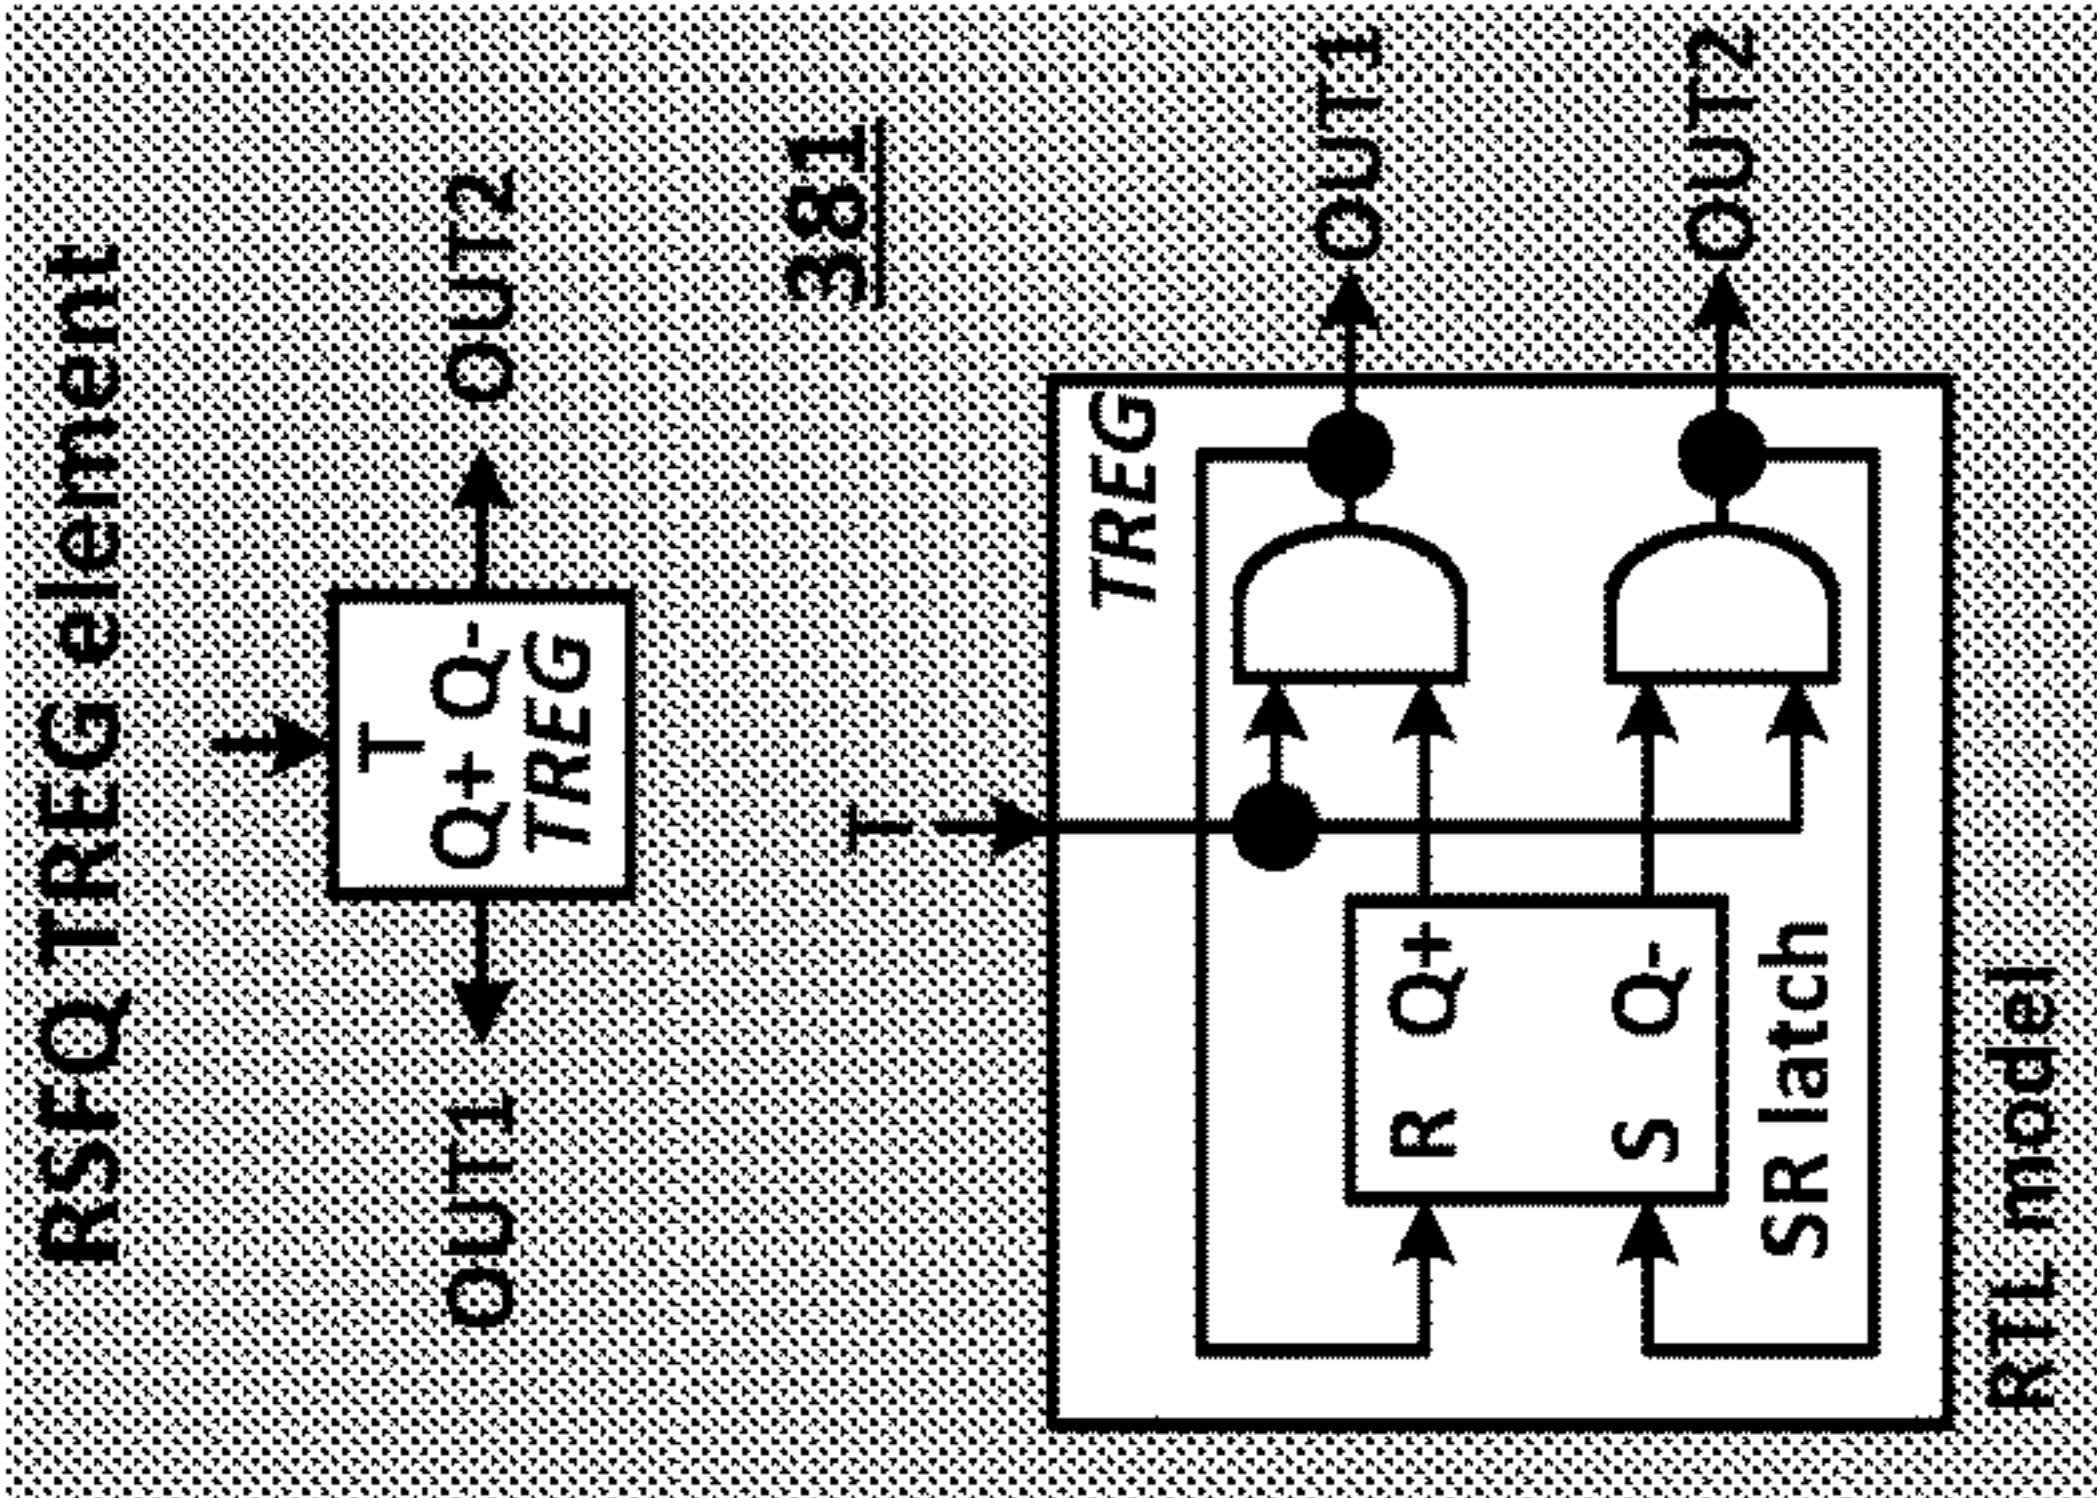 RSFQ TREG element
T
Q+ Q-
TREG
OUT1
OUT2
381
T
TREG
R Q+
S Q-
SR latch
OUT1
OUT2
RTL model